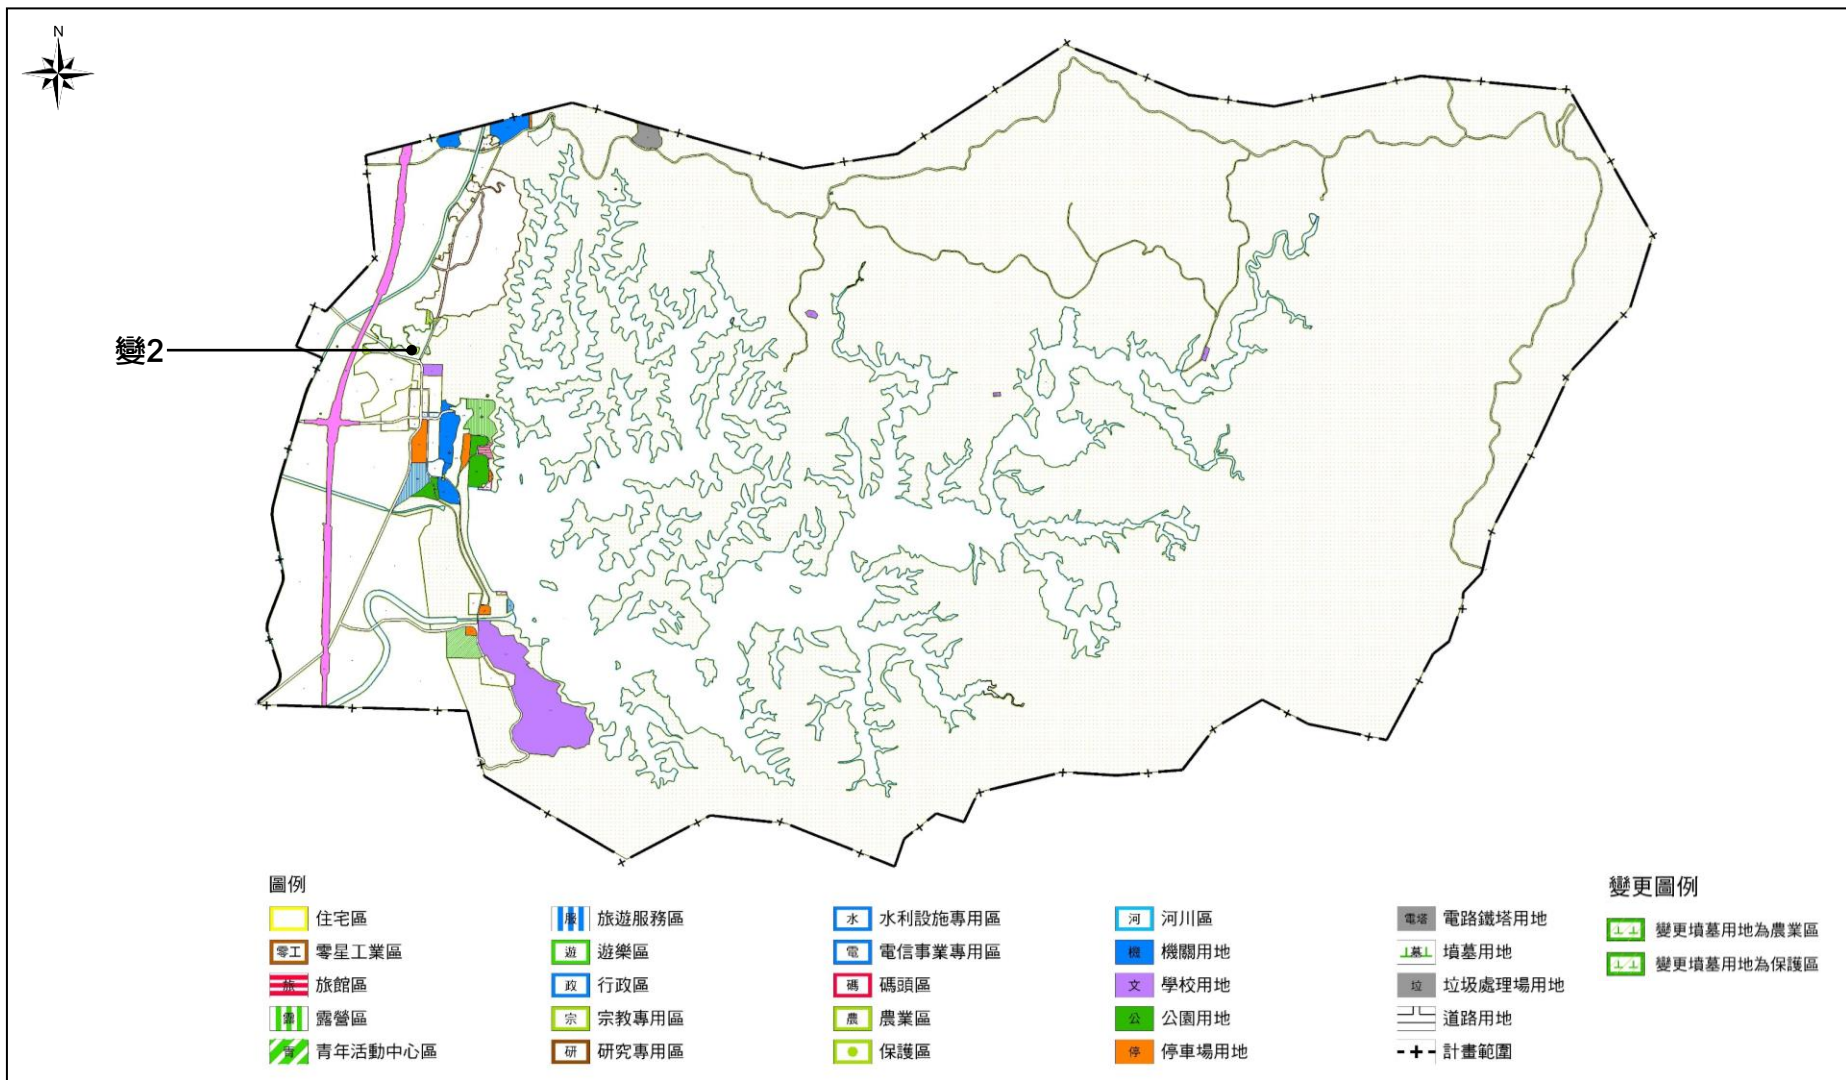 N
變2
圖例
住宅區
零工 零星工業區
旅 旅館區
露 露營區
青 青年活動中心區
服 旅遊服務區
遊 遊樂區
政 行政區
宗 宗教專用區
研 研究專用區
水 水利設施專用區
電 電信事業專用區
碼 碼頭區
農 農業區
保護區
河 河川區
機 機關用地
文 學校用地
公 公園用地
停 停車場用地
電塔 電路鐵塔用地
墓 墳墓用地
垃 垃圾處理場用地
道路用地
計畫範圍
變更圖例
變更墳墓用地為農業區
變更墳墓用地為保護區